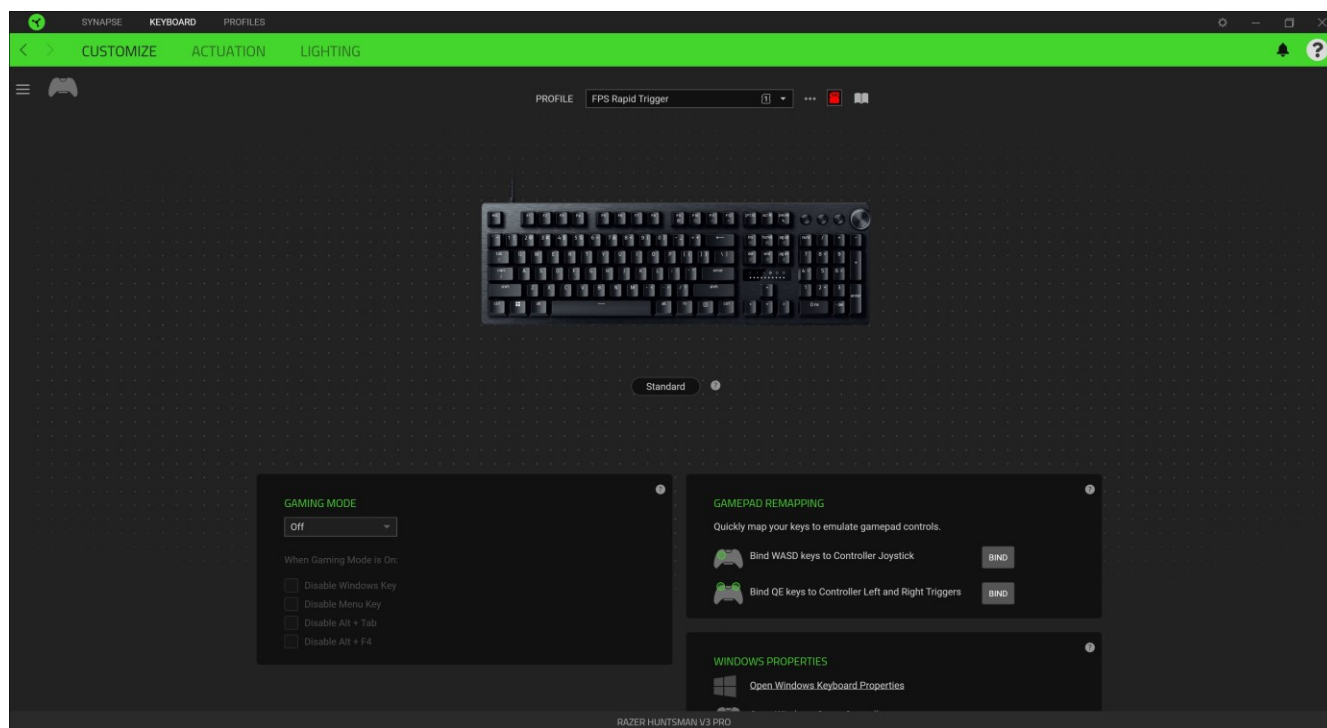 SYNAPSE KEYBOARD PROFILES
CUSTOMIZE ACTUATION LIGHTING
?
PROFILE FPS Rapid Trigger 1
Standard ?
GAMING MODE ?
Off
When Gaming Mode is On:
Disable Windows Key
Disable Menu Key
Disable Alt + Tab
Disable Alt + F4
GAMEPAD REMAPPING ?
Quickly map your keys to emulate gamepad controls.
Bind WASD keys to Controller Joystick BIND
Bind QE keys to Controller Left and Right Triggers BIND
WINDOWS PROPERTIES ?
Open Windows Keyboard Properties
RAZER HUNTSMAN V3 PRO